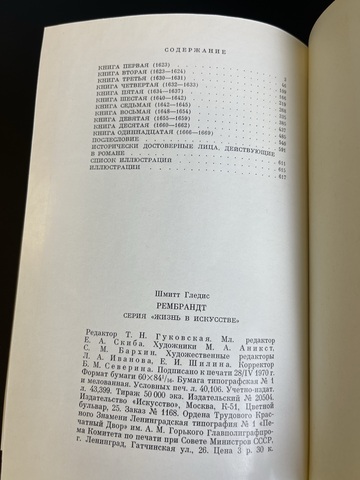 СОДЕРЖАНИЕ
КНИГА ПЕРВАЯ (1623)
КНИГА ВТОРАЯ (1623—1624)
КНИГА ТРЕТЬЯ (1630—1631)
КНИГА ЧЕТВЕРТАЯ (1632—1633)
КНИГА ПЯТАЯ (1634—1637)
КНИГА ШЕСТАЯ (1640—1642)
КНИГА СЕДЬМАЯ (1642—1645)
КНИГА ВОСЬМАЯ (1648—1654)
КНИГА ДЕВЯТАЯ (1655—1659)
КНИГА ДЕСЯТАЯ (1660—1662)
КНИГА ОДИННАДЦАТАЯ (1666—1669)
ПОСЛЕСЛОВИЕ
ИСТОРИЧЕСКИ ДОСТОВЕРНЫЕ ЛИЦА, ДЕЙСТВУЮЩИЕ
В РОМАНЕ 591
СПИСОК ИЛЛЮСТРАЦИЙ 611
ИЛЛЮСТРАЦИИ 617
Шмитт Гледис
РЕМБРАНДТ
СЕРИЯ «ЖИЗНЬ В ИСКУССТВЕ»
Редактор Т. Н. Гуковская. Мл. редактор
Е. А. Скиба. Художники М. А. Аникст,
С. М. Бархин. Художественные редакторы
Л. А. Иванова, Е. И. Шилина. Корректор
Б. М. Северина. Подписано к печати 28/IV 1970 г.
Формат бумаги 60×84¹/₁₆. Бумага типографская № 1
и мелованная. Условных печ. л. 40,106. Учетно-издат.
л. 43,399. Тираж 50.000 экз. Издательский № 20504.
Издательство «Искусство», Москва, К-51, Цветной
бульвар, 25. Заказ № 1168. Ордена Трудового Крас-
ного Знамени Ленинградская типография № 1 «Пе-
чатный Двор» им. А. М. Горького Главполиграфпро-
ма Комитета по печати при Совете Министров СССР,
г. Ленинград, Гатчинская ул., 26. Цена 3 р. 30 к.